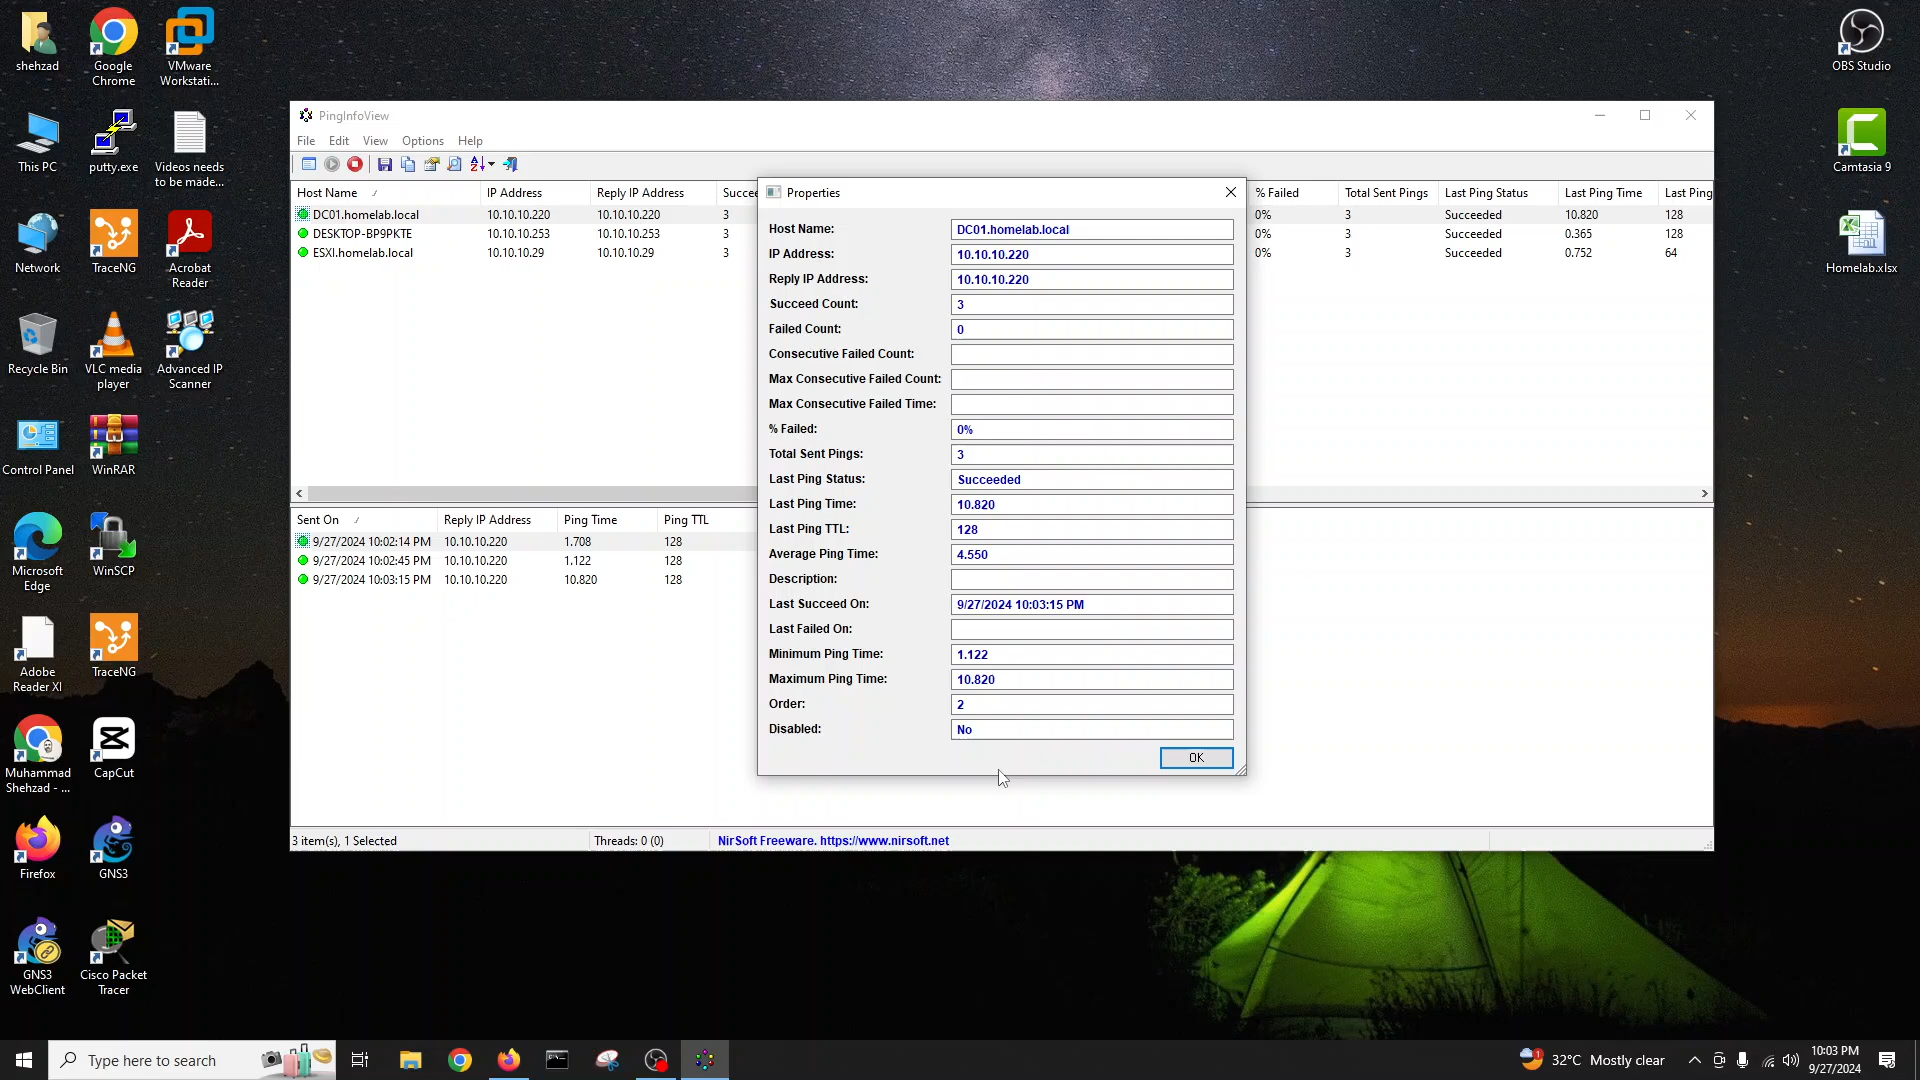 shehzad
Google
Chrome
VMware
Workstati...
This PC
putty.exe
Videos needs
to be made...
Network
TraceNG
Acrobat
Reader
Recycle Bin
VLC media
player
Advanced IP
Scanner
Control Panel
WinRAR
Microsoft
Edge
WinSCP
Adobe
Reader XI
TraceNG
Muhammad
Shehzad - ...
CapCut
Firefox
GNS3
GNS3
WebClient
Cisco Packet
Tracer
OBS Studio
Camtasia 9
Homelab.xlsx
PingInfoView
File Edit View Options Help
Host Name IP Address Reply IP Address Succee % Failed Total Sent Pings Last Ping Status Last Ping Time Last Ping
DC01.homelab.local 10.10.10.220 10.10.10.220 3 0% 3 Succeeded 10.820 128
DESKTOP-BP9PKTE 10.10.10.253 10.10.10.253 3 0% 3 Succeeded 0.365 128
ESXI.homelab.local 10.10.10.29 10.10.10.29 3 0% 3 Succeeded 0.752 64
Sent On Reply IP Address Ping Time Ping TTL
9/27/2024 10:02:14 PM 10.10.10.220 1.708 128
9/27/2024 10:02:45 PM 10.10.10.220 1.122 128
9/27/2024 10:03:15 PM 10.10.10.220 10.820 128
Properties
Host Name: DC01.homelab.local
IP Address: 10.10.10.220
Reply IP Address: 10.10.10.220
Succeed Count: 3
Failed Count: 0
Consecutive Failed Count:
Max Consecutive Failed Count:
Max Consecutive Failed Time:
% Failed: 0%
Total Sent Pings: 3
Last Ping Status: Succeeded
Last Ping Time: 10.820
Last Ping TTL: 128
Average Ping Time: 4.550
Description:
Last Succeed On: 9/27/2024 10:03:15 PM
Last Failed On:
Minimum Ping Time: 1.122
Maximum Ping Time: 10.820
Order: 2
Disabled: No
OK
3 item(s), 1 Selected Threads: 0 (0) NirSoft Freeware. https://www.nirsoft.net
Type here to search
1
32°C Mostly clear
10:03 PM
9/27/2024